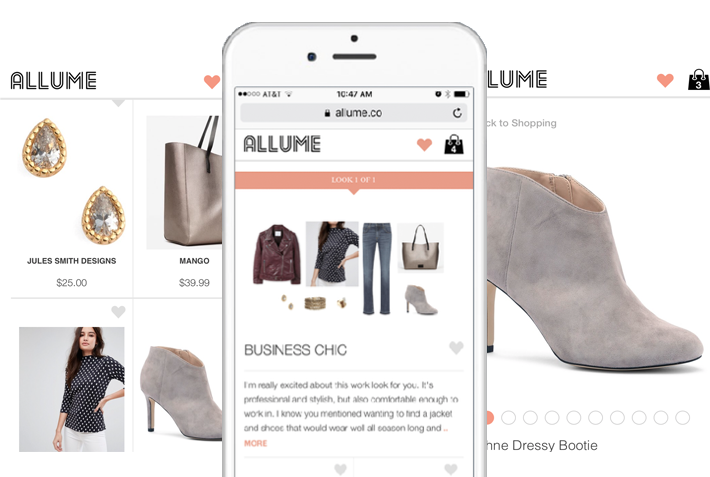 ALLUME
JULES SMITH DESIGNS
$25.00
MANGO
$39.99
AT&T
10:47 AM
allume.co
ALLUME
4
LOOK 1 OF 1
BUSINESS CHIC
I'm really excited about this work look for you. It's
professional and stylish, but also comfortable enough to
work in. I know you mentioned wanting to find a jacket
and shoes that would wear well all season long and ...
MORE
LUME
3
ck to Shopping
nne Dressy Bootie